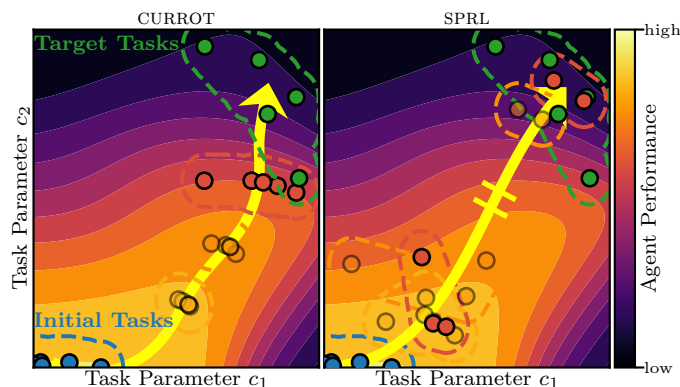 CURROT
SPRL
high
Target Tasks
Task Parameter c₂
Agent Performance
Initial Tasks
low
Task Parameter c₁
Task Parameter c₁